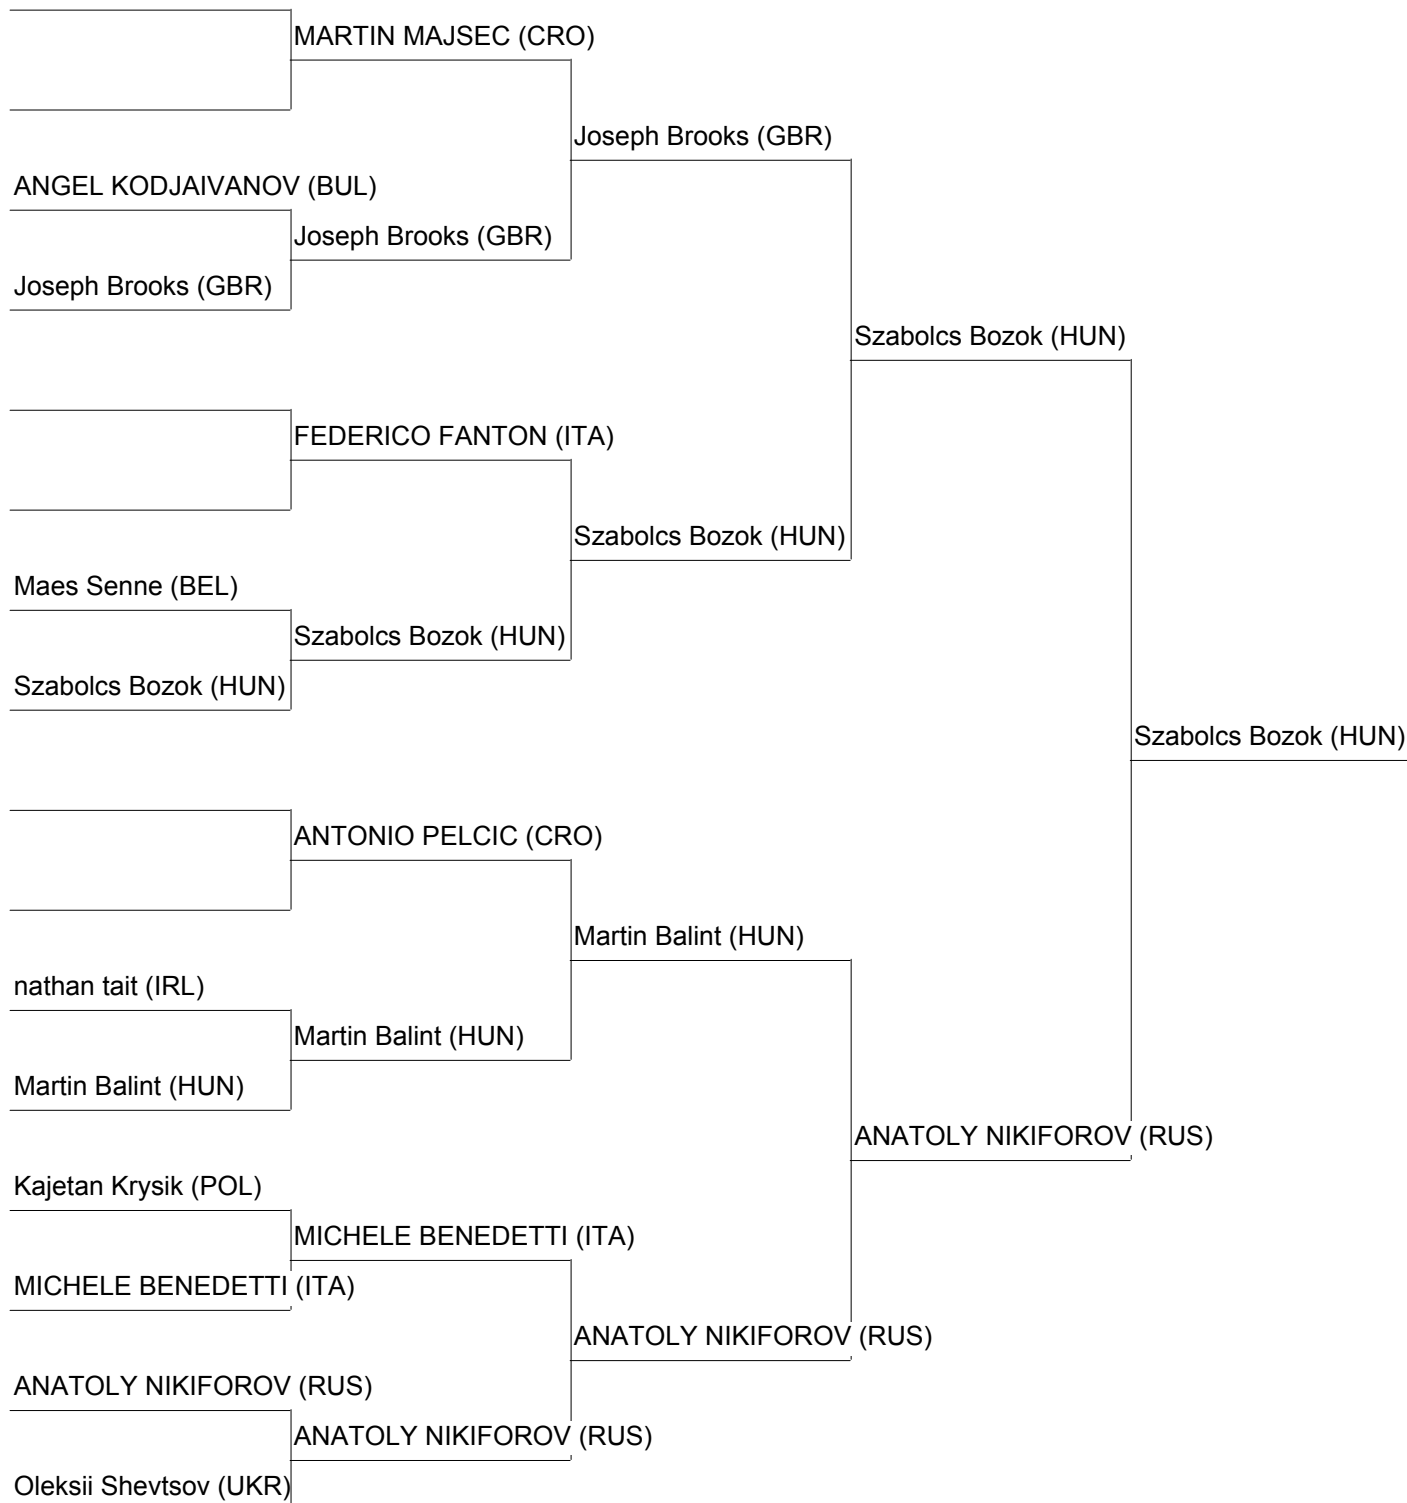 MARTIN MAJSEC (CRO)
Joseph Brooks (GBR)
ANGEL KODJAIVANOV (BUL)
Joseph Brooks (GBR)
Joseph Brooks (GBR)
Szabolcs Bozok (HUN)
FEDERICO FANTON (ITA)
Szabolcs Bozok (HUN)
Maes Senne (BEL)
Szabolcs Bozok (HUN)
Szabolcs Bozok (HUN)
Szabolcs Bozok (HUN)
ANTONIO PELCIC (CRO)
Martin Balint (HUN)
nathan tait (IRL)
Martin Balint (HUN)
Martin Balint (HUN)
ANATOLY NIKIFOROV (RUS)
Kajetan Krysik (POL)
MICHELE BENEDETTI (ITA)
MICHELE BENEDETTI (ITA)
ANATOLY NIKIFOROV (RUS)
ANATOLY NIKIFOROV (RUS)
ANATOLY NIKIFOROV (RUS)
Oleksii Shevtsov (UKR)